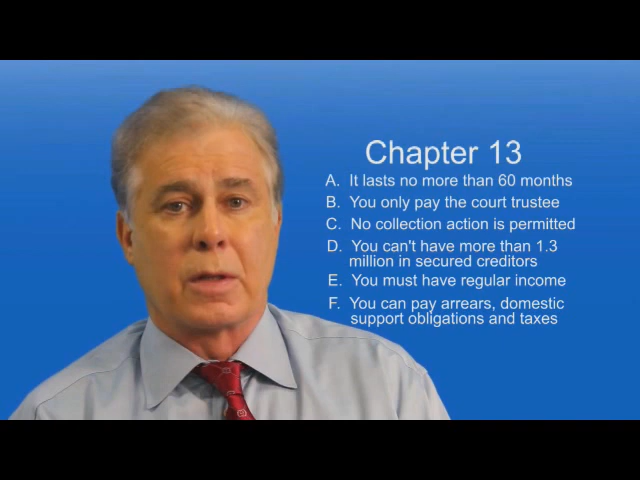 Chapter 13
A. It lasts no more than 60 months
B. You only pay the court trustee
C. No collection action is permitted
D. You can't have more than 1.3
million in secured creditors
E. You must have regular income
F. You can pay arrears, domestic
support obligations and taxes